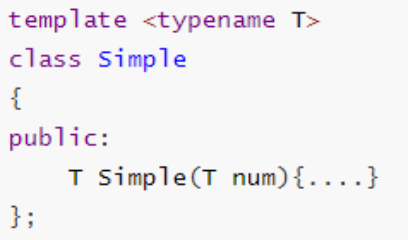 template <typename T>
class Simple
{
public:
    T Simple(T num){....}
};